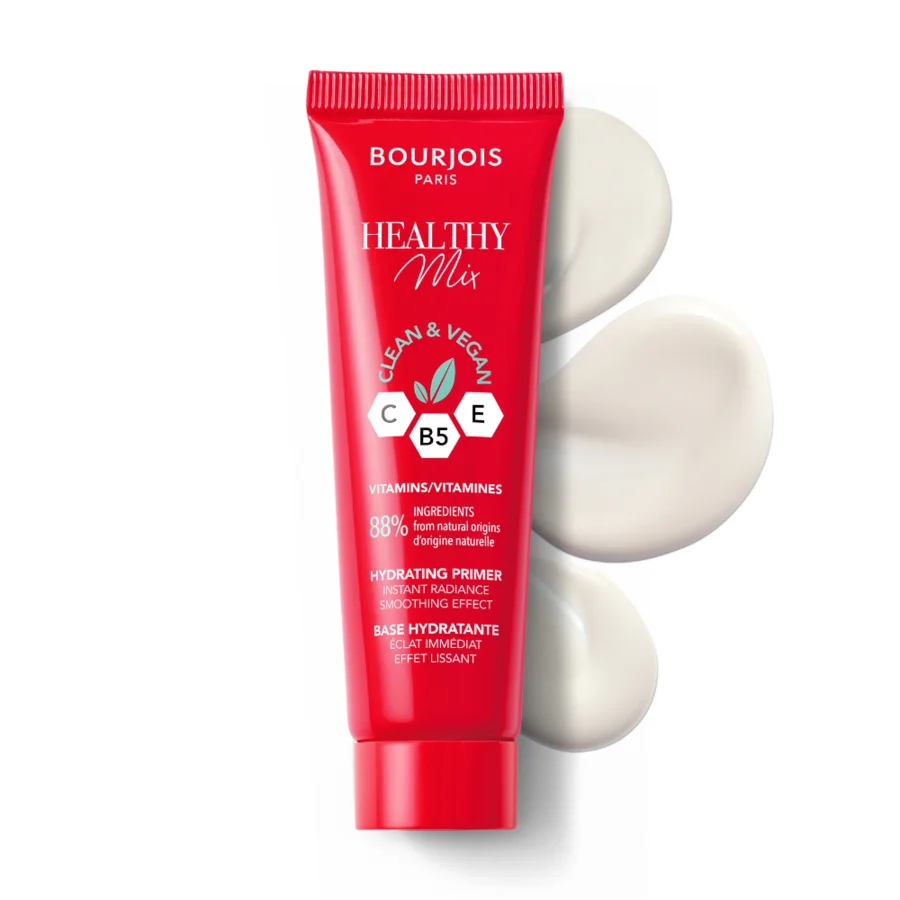 BOURJOIS
PARIS
HEALTHY
Mix
CLEAN & VEGAN
C
E
B5
VITAMINS/VITAMINES
88%
INGREDIENTS
from natural origins
d'origine naturelle
HYDRATING PRIMER
INSTANT RADIANCE
SMOOTHING EFFECT
BASE HYDRATANTE
ÉCLAT IMMÉDIAT
EFFET LISSANT